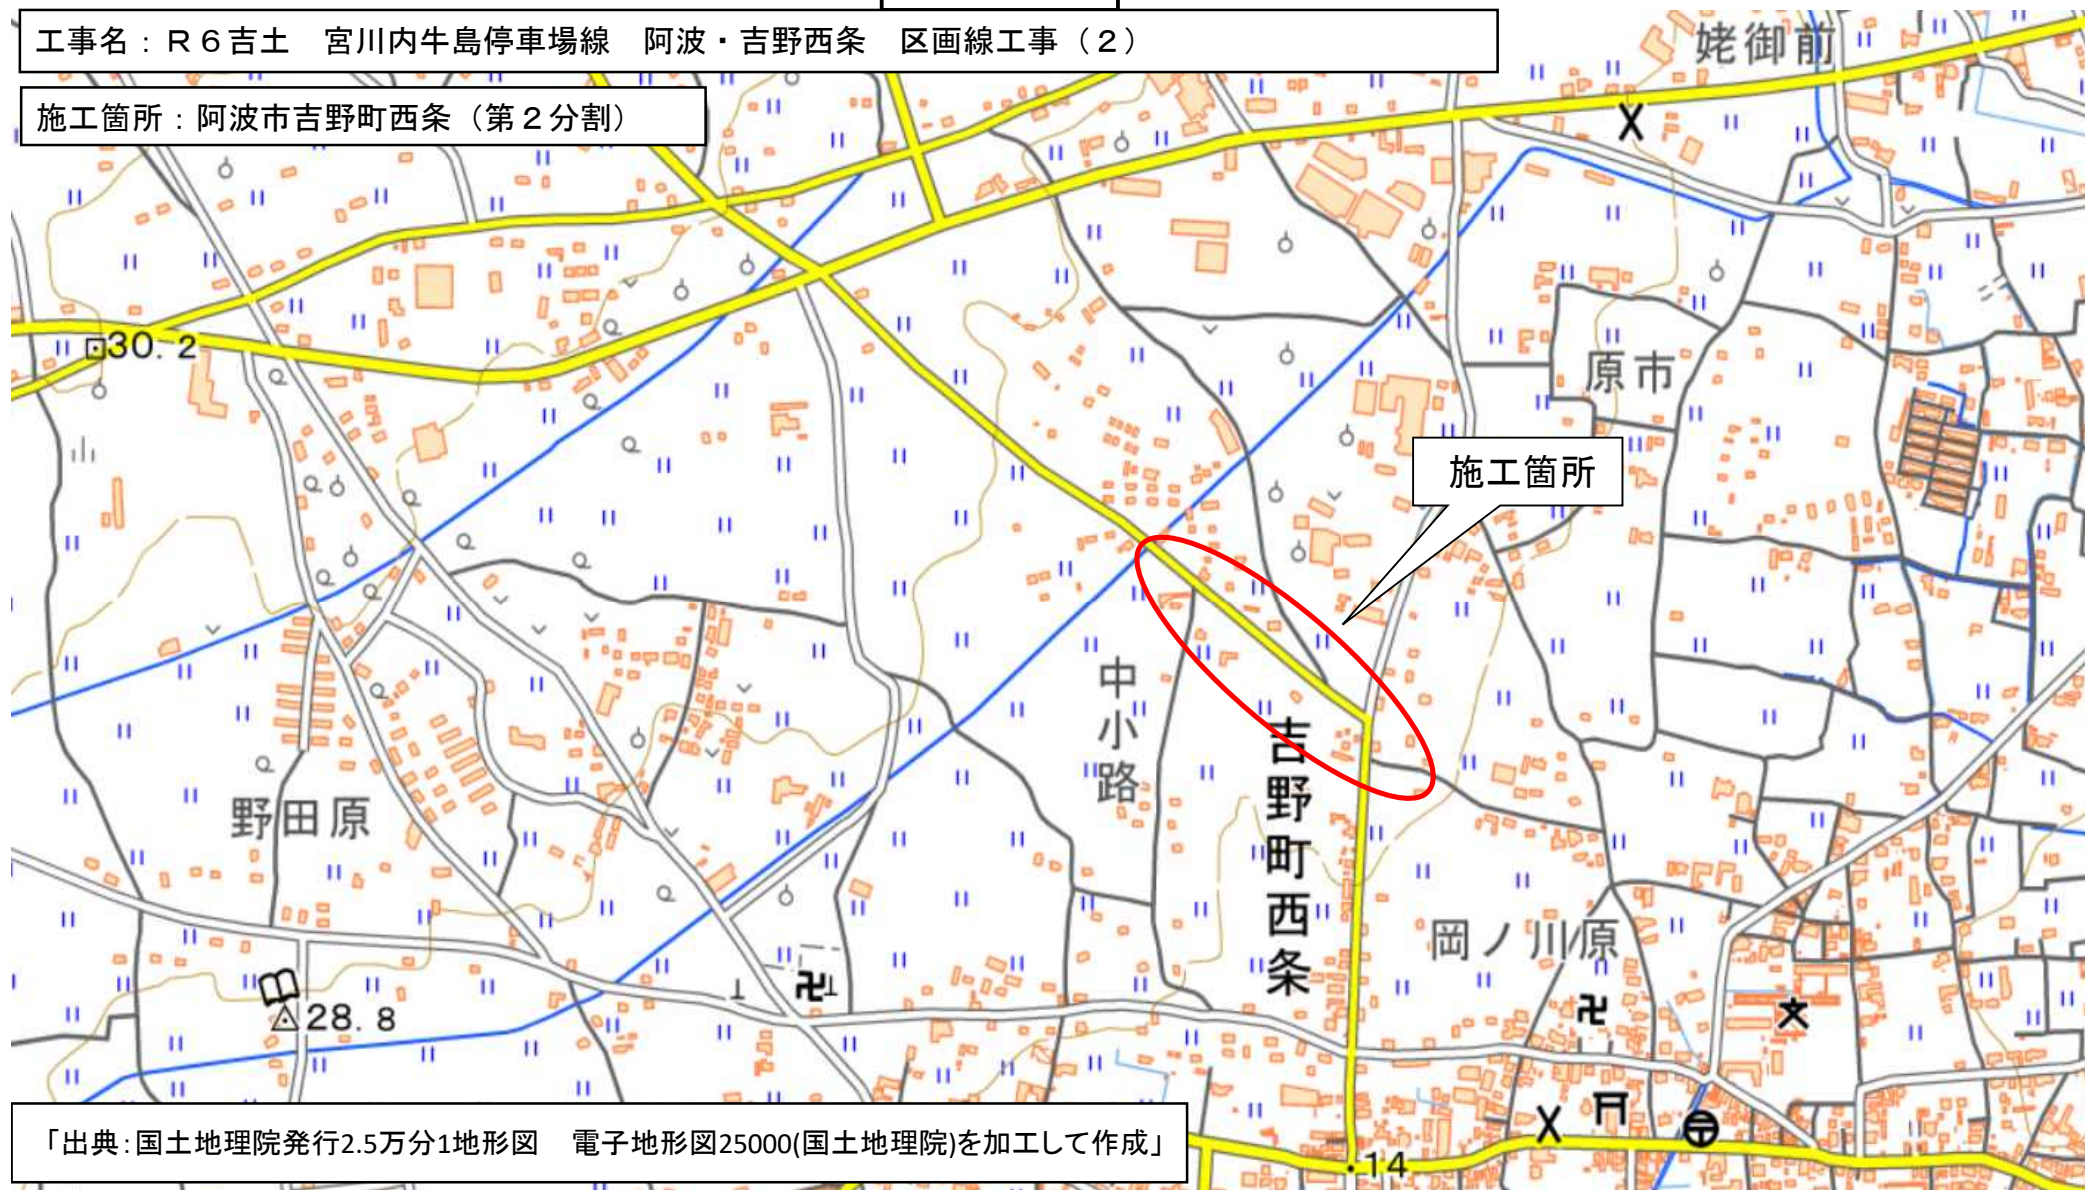 工事名：Ｒ６吉土　宮川内牛島停車場線　阿波・吉野西条　区画線工事（２）
施工箇所：阿波市吉野町西条（第２分割）
姥御前
30.2
原市
施工箇所
中小路
吉野町西条
野田原
岡ノ川原
28.8
「出典：国土地理院発行2.5万分1地形図　電子地形図25000(国土地理院)を加工して作成」
14